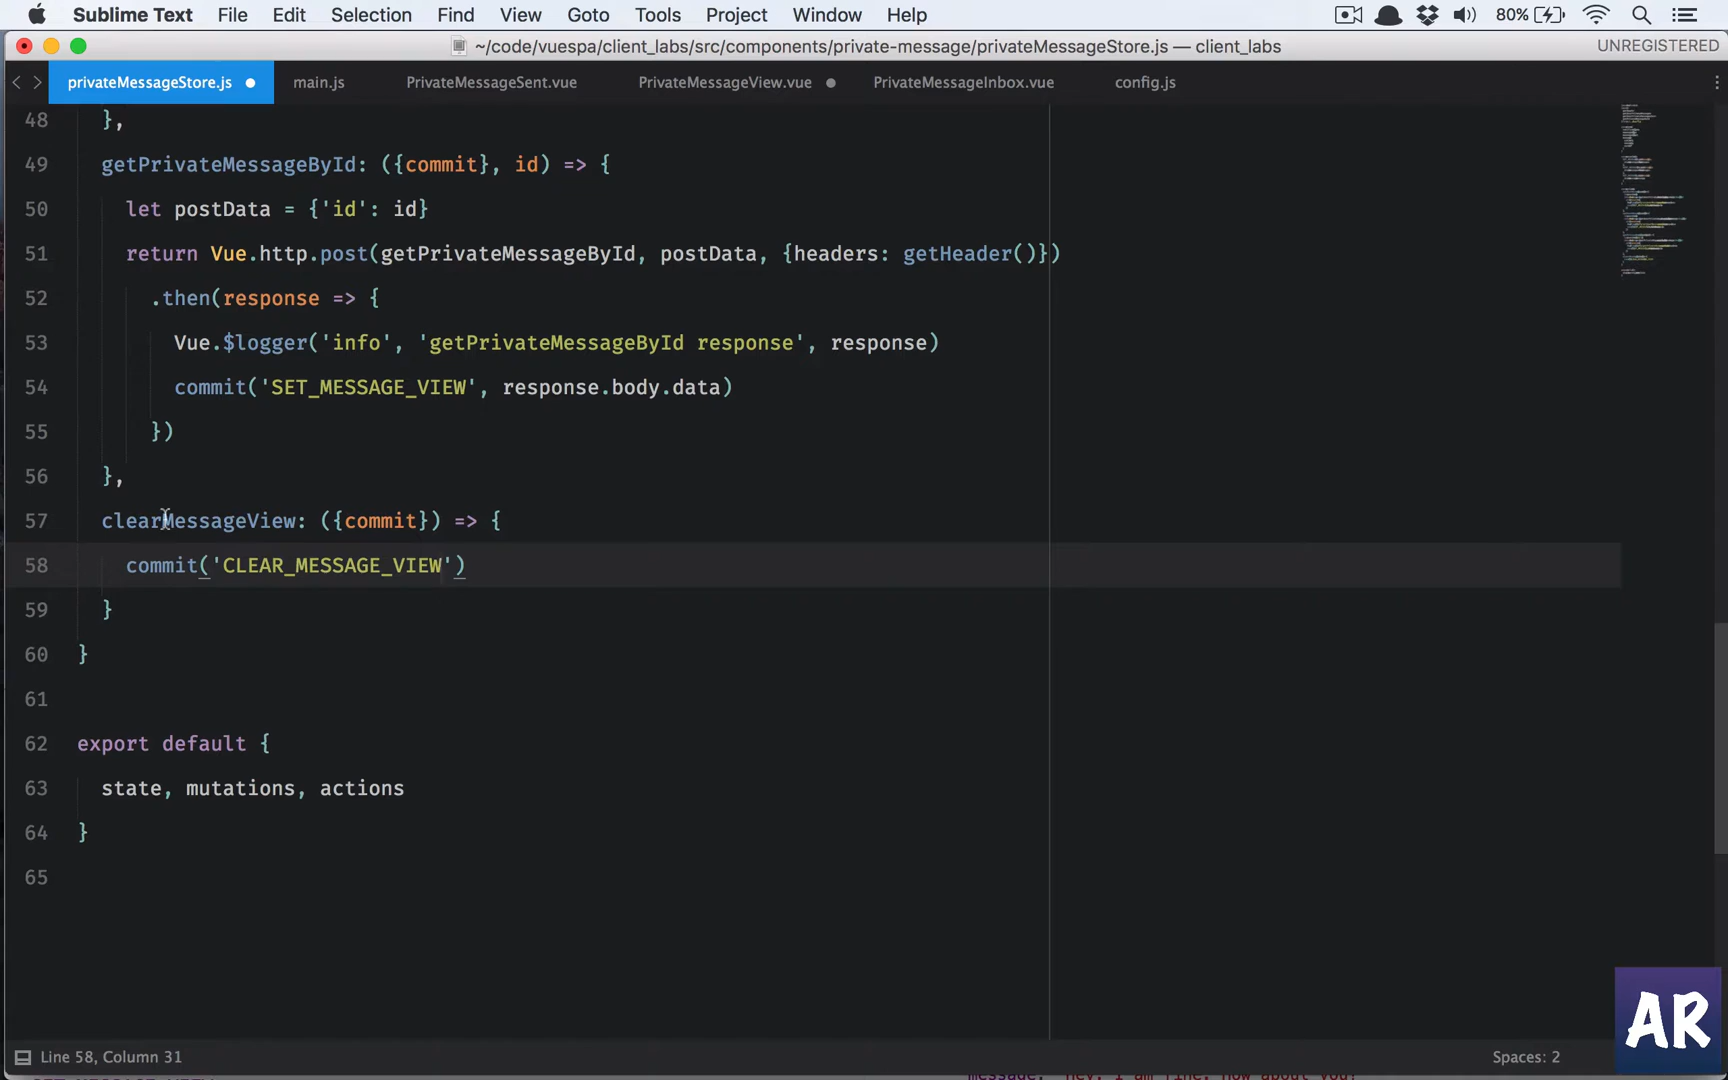 Sublime Text File Edit Selection Find View Goto Tools Project Window Help 80%
~/code/vuespa/client_labs/src/components/private-message/privateMessageStore.js — client_labs UNREGISTERED
privateMessageStore.js main.js PrivateMessageSent.vue PrivateMessageView.vue PrivateMessageInbox.vue config.js
48 },
49 getPrivateMessageById: ({commit}, id) => {
50 let postData = {'id': id}
51 return Vue.http.post(getPrivateMessageById, postData, {headers: getHeader()})
52 .then(response => {
53 Vue.$logger('info', 'getPrivateMessageById response', response)
54 commit('SET_MESSAGE_VIEW', response.body.data)
55 })
56 },
57 clearMessageView: ({commit}) => {
58 commit('CLEAR_MESSAGE_VIEW')
59 }
60 }
61
62 export default {
63 state, mutations, actions
64 }
65
AR
Line 58, Column 31 Spaces: 2